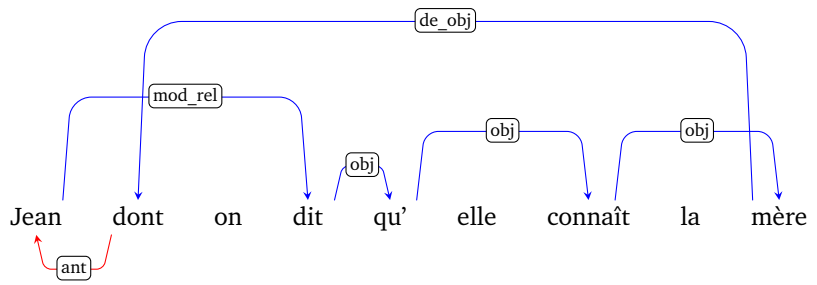 de_obj
mod_rel
obj obj
obj
Jean dont on dit qu’ elle connaît la mère
ant